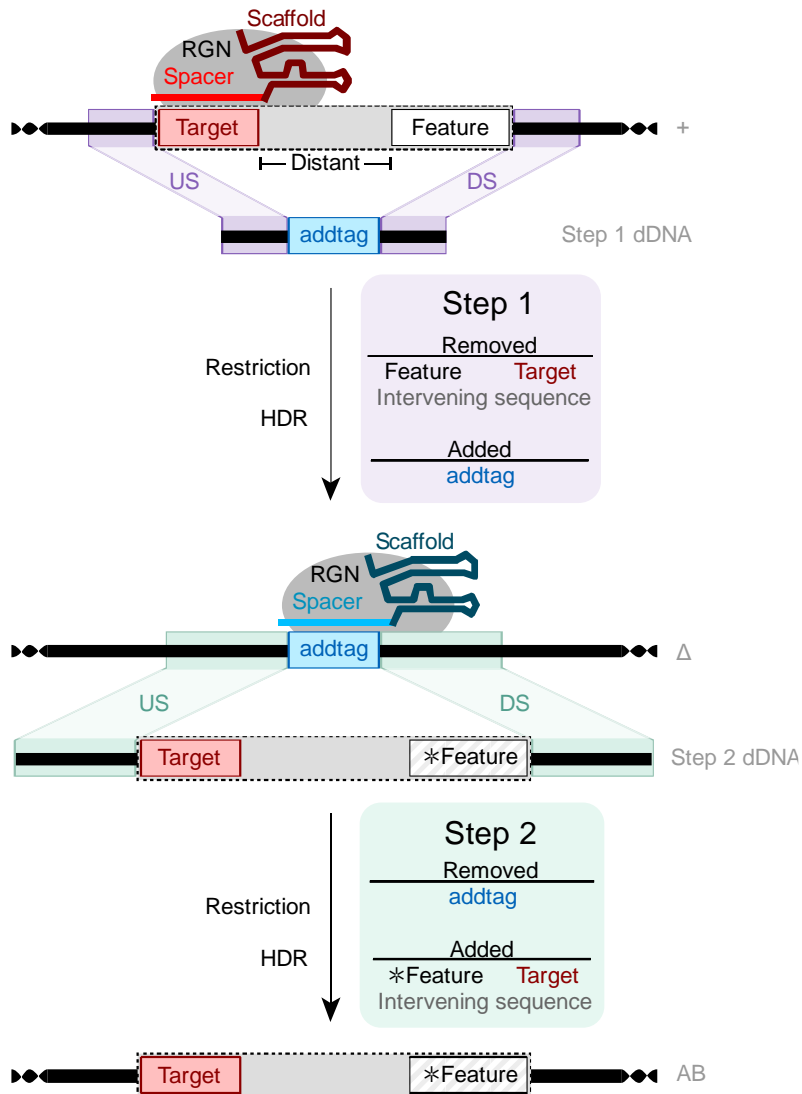 Scaffold
RGN
Spacer
Target
Feature
+
Distant
US
DS
addtag
Step 1 dDNA
Step 1
Removed
Feature Target
Intervening sequence
Added
addtag
Restriction
HDR
Scaffold
RGN
Spacer
addtag
Δ
US
DS
Target
*Feature
Step 2 dDNA
Step 2
Removed
addtag
Added
*Feature Target
Intervening sequence
Restriction
HDR
Target
*Feature
AB